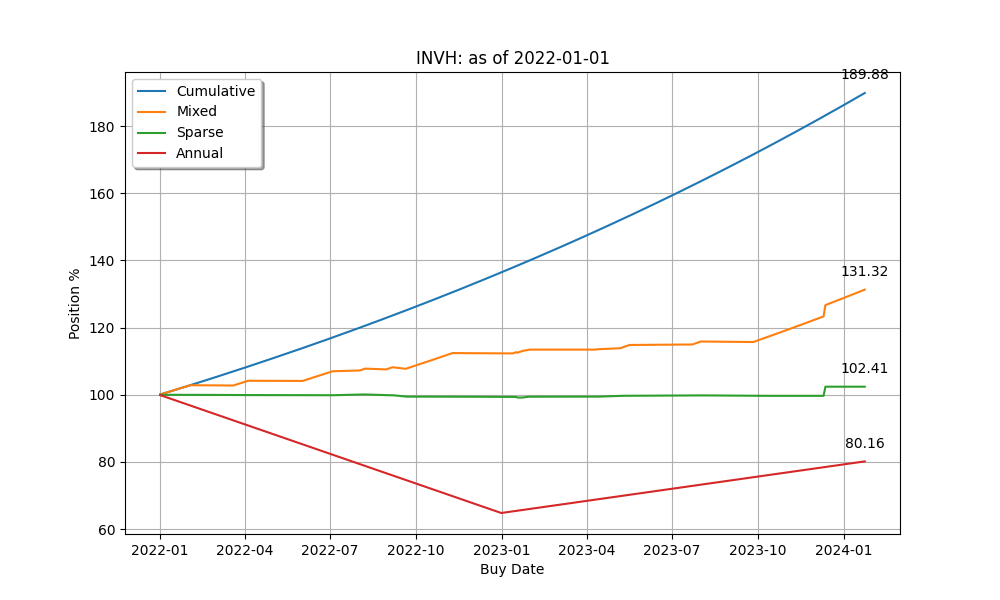 INVH: as of 2022-01-01
189.88
Cumulative
Mixed
Sparse
Annual
180
160
140
131.32
120
102.41
100
80.16
80
60
Position %
2022-01 2022-04 2022-07 2022-10 2023-01 2023-04 2023-07 2023-10 2024-01
Buy Date